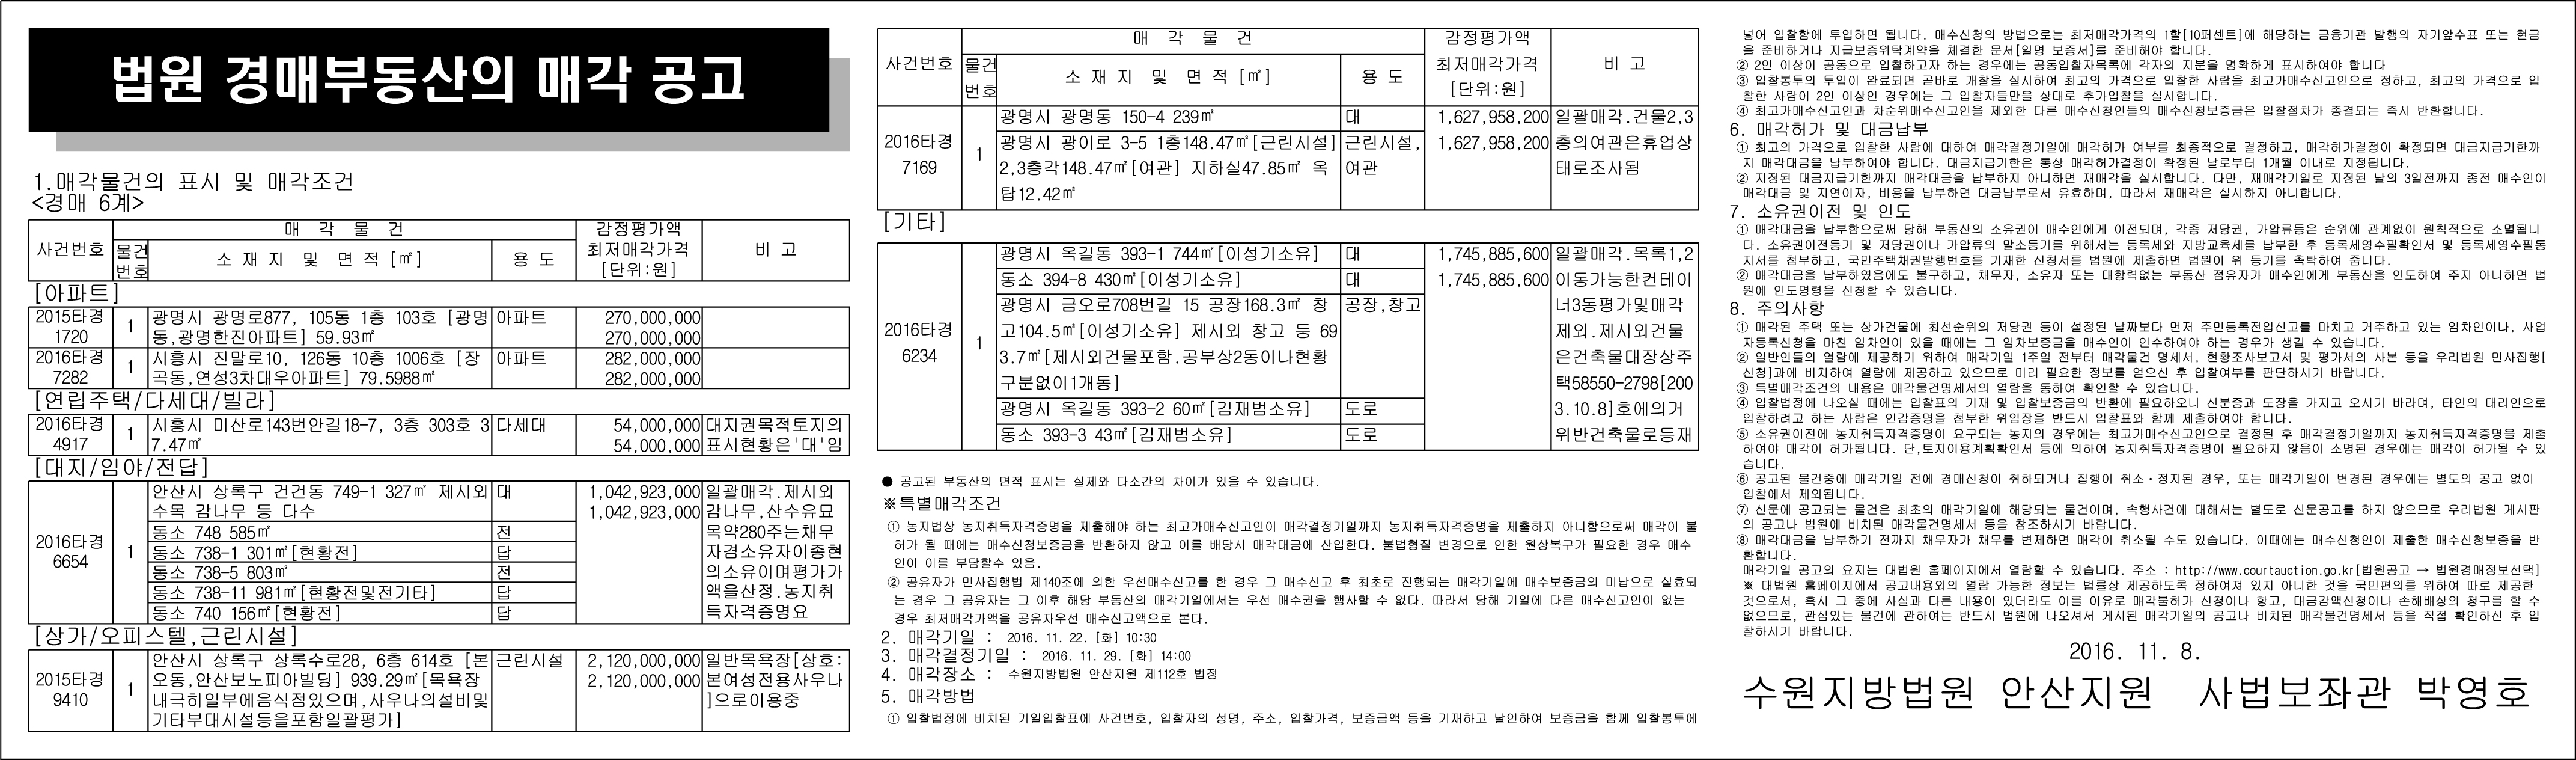 법원 경매부동산의 매각 공고
1.매각물건의 표시 및 매각조건
<경매 6계>
사건번호
매 각 물 건
감정평가액
최저매각가격
[단위:원]
비 고
물건
번호
소 재 지 및 면 적 [㎡]
용 도
[아파트]
2015타경
1720
1
광명시 광명로877, 105동 1층 103호 [광명
동,광명한진아파트] 59.93㎡
아파트
270,000,000
270,000,000
2016타경
7282
1
시흥시 진말로10, 126동 10층 1006호 [장
곡동,연성3차대우아파트] 79.5988㎡
아파트
282,000,000
282,000,000
[연립주택/다세대/빌라]
2016타경
4917
1
시흥시 미산로143번안길18-7, 3층 303호 3
7.47㎡
다세대
54,000,000
54,000,000
대지권목적토지의
표시현황은'대'임
[대지/임야/전답]
2016타경
6654
1
안산시 상록구 건건동 749-1 327㎡ 제시외
수목 감나무 등 다수
대
동소 748 585㎡
전
동소 738-1 301㎡[현황전]
답
동소 738-5 803㎡
전
동소 738-11 981㎡[현황전및전기타]
답
동소 740 156㎡[현황전]
답
1,042,923,000
1,042,923,000
일괄매각.제시외
감나무,산수유묘
목약280주는채무
자겸소유자이종현
의소유이며평가가
액을산정.농지취
득자격증명요
[상가/오피스텔,근린시설]
2015타경
9410
1
안산시 상록구 상록수로28, 6층 614호 [본
오동,안산보노피아빌딩] 939.29㎡[목욕장
내극히일부에음식점있으며,사우나의설비및
기타부대시설등을포함일괄평가]
근린시설
2,120,000,000
2,120,000,000
일반목욕장[상호:
본여성전용사우나
]으로이용중
사건번호
매 각 물 건
감정평가액
최저매각가격
[단위:원]
비 고
물건
번호
소 재 지 및 면 적 [㎡]
용 도
2016타경
7169
1
광명시 광명동 150-4 239㎡
대
광명시 광이로 3-5 1층148.47㎡[근린시설]
2,3층각148.47㎡[여관] 지하실47.85㎡ 옥
탑12.42㎡
근린시설,
여관
1,627,958,200
1,627,958,200
일괄매각.건물2,3
층의여관은휴업상
태로조사됨
[기타]
2016타경
6234
1
광명시 옥길동 393-1 744㎡[이성기소유]
대
동소 394-8 430㎡[이성기소유]
대
광명시 금오로708번길 15 공장168.3㎡ 창
고104.5㎡[이성기소유] 제시외 창고 등 69
3.7㎡[제시외건물포함.공부상2동이나현황
구분없이1개동]
공장,창고
광명시 옥길동 393-2 60㎡[김재범소유]
도로
동소 393-3 43㎡[김재범소유]
도로
1,745,885,600
1,745,885,600
일괄매각.목록1,2
이동가능한컨테이
너3동평가및매각
제외.제시외건물
은건축물대장상주
택58550-2798[200
3.10.8]호에의거
위반건축물로등재
● 공고된 부동산의 면적 표시는 실제와 다소간의 차이가 있을 수 있습니다.
※특별매각조건
① 농지법상 농지취득자격증명을 제출해야 하는 최고가매수신고인이 매각결정기일까지 농지취득자격증명을 제출하지 아니함으로써 매각이 불
허가 될 때에는 매수신청보증금을 반환하지 않고 이를 배당시 매각대금에 산입한다. 불법형질 변경으로 인한 원상복구가 필요한 경우 매수
인이 이를 부담할수 있음.
② 공유자가 민사집행법 제140조에 의한 우선매수신고를 한 경우 그 매수신고 후 최초로 진행되는 매각기일에 매수보증금의 미납으로 실효되
는 경우 그 공유자는 그 이후 해당 부동산의 매각기일에서는 우선 매수권을 행사할 수 없다. 따라서 당해 기일에 다른 매수신고인이 없는
경우 최저매각가액을 공유자우선 매수신고액으로 본다.
2. 매각기일 : 2016. 11. 22. [화] 10:30
3. 매각결정기일 : 2016. 11. 29. [화] 14:00
4. 매각장소 : 수원지방법원 안산지원 제112호 법정
5. 매각방법
① 입찰법정에 비치된 기일입찰표에 사건번호, 입찰자의 성명, 주소, 입찰가격, 보증금액 등을 기재하고 날인하여 보증금을 함께 입찰봉투에
넣어 입찰함에 투입하면 됩니다. 매수신청의 방법으로는 최저매각가격의 1할[10퍼센트]에 해당하는 금융기관 발행의 자기앞수표 또는 현금
을 준비하거나 지급보증위탁계약을 체결한 문서[일명 보증서]를 준비해야 합니다.
② 2인 이상이 공동으로 입찰하고자 하는 경우에는 공동입찰자목록에 각자의 지분을 명확하게 표시하여야 합니다
③ 입찰봉투의 투입이 완료되면 곧바로 개찰을 실시하여 최고의 가격으로 입찰한 사람을 최고가매수신고인으로 정하고, 최고의 가격으로 입
찰한 사람이 2인 이상인 경우에는 그 입찰자들만을 상대로 추가입찰을 실시합니다.
④ 최고가매수신고인과 차순위매수신고인을 제외한 다른 매수신청인들의 매수신청보증금은 입찰절차가 종결되는 즉시 반환합니다.
6. 매각허가 및 대금납부
① 최고의 가격으로 입찰한 사람에 대하여 매각결정기일에 매각허가 여부를 최종적으로 결정하고, 매각허가결정이 확정되면 대금지급기한까
지 매각대금을 납부하여야 합니다. 대금지급기한은 통상 매각허가결정이 확정된 날로부터 1개월 이내로 지정됩니다.
② 지정된 대금지급기한까지 매각대금을 납부하지 아니하면 재매각을 실시합니다. 다만, 재매각기일로 지정된 날의 3일전까지 종전 매수인이
매각대금 및 지연이자, 비용을 납부하면 대금납부로서 유효하며, 따라서 재매각은 실시하지 아니합니다.
7. 소유권이전 및 인도
① 매각대금을 납부함으로써 당해 부동산의 소유권이 매수인에게 이전되며, 각종 저당권, 가압류등은 순위에 관계없이 원칙적으로 소멸됩니
다. 소유권이전등기 및 저당권이나 가압류의 말소등기를 위해서는 등록세와 지방교육세를 납부한 후 등록세영수필확인서 및 등록세영수필통
지서를 첨부하고, 국민주택채권발행번호를 기재한 신청서를 법원에 제출하면 법원이 위 등기를 촉탁하여 줍니다.
② 매각대금을 납부하였음에도 불구하고, 채무자, 소유자 또는 대항력없는 부동산 점유자가 매수인에게 부동산을 인도하여 주지 아니하면 법
원에 인도명령을 신청할 수 있습니다.
8. 주의사항
① 매각된 주택 또는 상가건물에 최선순위의 저당권 등이 설정된 날짜보다 먼저 주민등록전입신고를 마치고 거주하고 있는 임차인이나, 사업
자등록신청을 마친 임차인이 있을 때에는 그 임차보증금을 매수인이 인수하여야 하는 경우가 생길 수 있습니다.
② 일반인들의 열람에 제공하기 위하여 매각기일 1주일 전부터 매각물건 명세서, 현황조사보고서 및 평가서의 사본 등을 우리법원 민사집행[
신청]과에 비치하여 열람에 제공하고 있으므로 미리 필요한 정보를 얻으신 후 입찰여부를 판단하시기 바랍니다.
③ 특별매각조건의 내용은 매각물건명세서의 열람을 통하여 확인할 수 있습니다.
④ 입찰법정에 나오실 때에는 입찰표의 기재 및 입찰보증금의 반환에 필요하오니 신분증과 도장을 가지고 오시기 바라며, 타인의 대리인으로
입찰하려고 하는 사람은 인감증명을 첨부한 위임장을 반드시 입찰표와 함께 제출하여야 합니다.
⑤ 소유권이전에 농지취득자격증명이 요구되는 농지의 경우에는 최고가매수신고인으로 결정된 후 매각결정기일까지 농지취득자격증명을 제출
하여야 매각이 허가됩니다. 단,토지이용계획확인서 등에 의하여 농지취득자격증명이 필요하지 않음이 소명된 경우에는 매각이 허가될 수 있
습니다.
⑥ 공고된 물건중에 매각기일 전에 경매신청이 취하되거나 집행이 취소·정지된 경우, 또는 매각기일이 변경된 경우에는 별도의 공고 없이
입찰에서 제외됩니다.
⑦ 신문에 공고되는 물건은 최초의 매각기일에 해당되는 물건이며, 속행사건에 대해서는 별도로 신문공고를 하지 않으므로 우리법원 게시판
의 공고나 법원에 비치된 매각물건명세서 등을 참조하시기 바랍니다.
⑧ 매각대금을 납부하기 전까지 채무자가 채무를 변제하면 매각이 취소될 수도 있습니다. 이때에는 매수신청인이 제출한 매수신청보증을 반
환합니다.
매각기일 공고의 요지는 대법원 홈페이지에서 열람할 수 있습니다. 주소 : http://www.courtauction.go.kr[법원공고 → 법원경매정보선택]
※ 대법원 홈페이지에서 공고내용외의 열람 가능한 정보는 법률상 제공하도록 정하여져 있지 아니한 것을 국민편의를 위하여 따로 제공한
것으로서, 혹시 그 중에 사실과 다른 내용이 있더라도 이를 이유로 매각불허가 신청이나 항고, 대금감액신청이나 손해배상의 청구를 할 수
없으므로, 관심있는 물건에 관하여는 반드시 법원에 나오셔서 게시된 매각기일의 공고나 비치된 매각물건명세서 등을 직접 확인하신 후 입
찰하시기 바랍니다.
2016. 11. 8.
수원지방법원 안산지원 사법보좌관 박영호